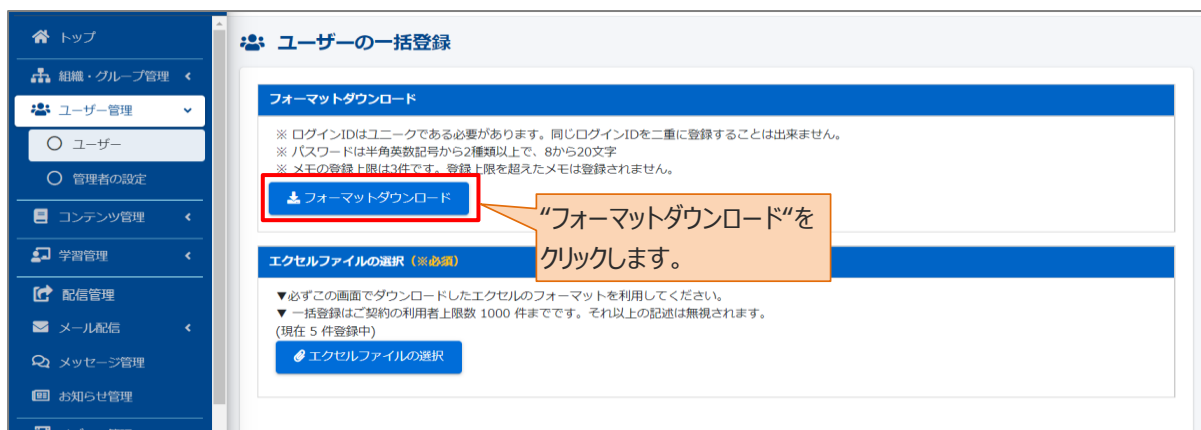 トップ
組織・グループ管理
ユーザー管理
ユーザー
管理者の設定
コンテンツ管理
学習管理
配信管理
メール配信
メッセージ管理
お知らせ管理
ユーザーの一括登録
フォーマットダウンロード
※ ログインIDはユニークである必要があります。同じログインIDを二重に登録することは出来ません。
※ パスワードは半角英数記号から2種類以上で、8から20文字
※ メモの登録上限は3件です。登録上限を超えたメモは登録されません。
フォーマットダウンロード
“フォーマットダウンロード“を
クリックします。
エクセルファイルの選択（※必須）
▼必ずこの画面でダウンロードしたエクセルのフォーマットを利用してください。
▼ 一括登録はご契約の利用者上限数 1000 件までです。それ以上の記述は無視されます。
(現在 5 件登録中)
エクセルファイルの選択